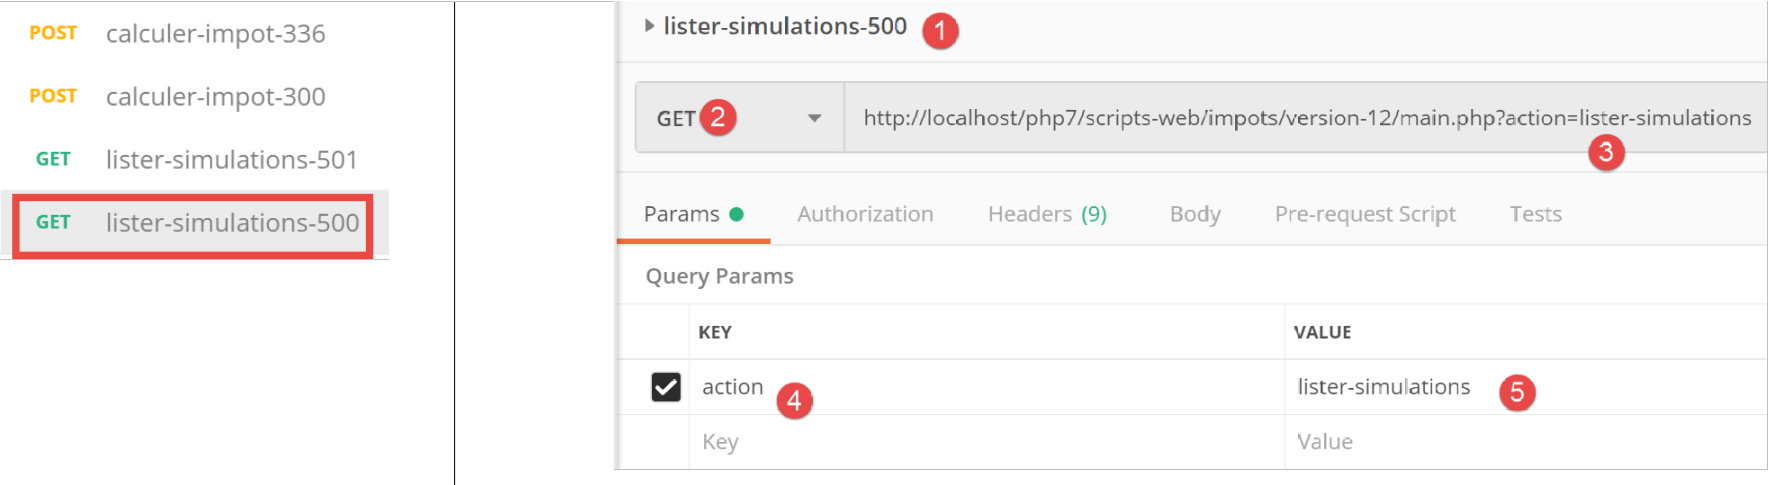 POST calculer-impot-336
POST calculer-impot-300
GET lister-simulations-501
GET lister-simulations-500
lister-simulations-500 1
GET 2 http://localhost/php7/scripts-web/impots/version-12/main.php?action=lister-simulations
3
Params Authorization Headers (9) Body Pre-request Script Tests
Query Params
KEY VALUE
action 4 lister-simulations 5
Key Value